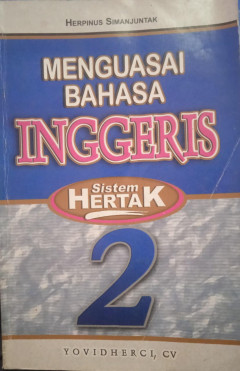 HERPINUS SIMANJUNTAK
MENGUASAI
BAHASA
INGGERIS
Sistem
HERTAK
2
YOVIDHERCI, CV